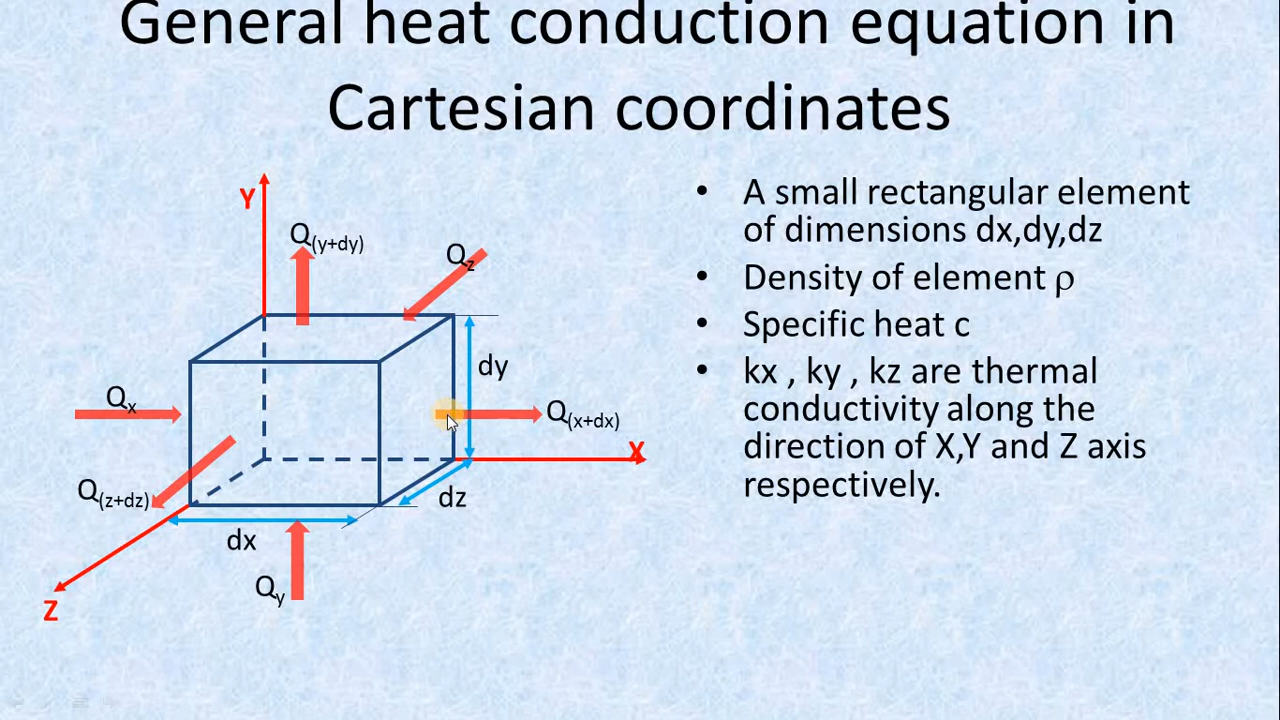 General heat conduction equation in
Cartesian coordinates
Y
Q(y+dy)
Qz
dy
Qx
Q(x+dx)
X
Q(z+dz)
dz
dx
Qy
Z
• A small rectangular element
of dimensions dx,dy,dz
• Density of element ρ
• Specific heat c
• kx , ky , kz are thermal
conductivity along the
direction of X,Y and Z axis
respectively.